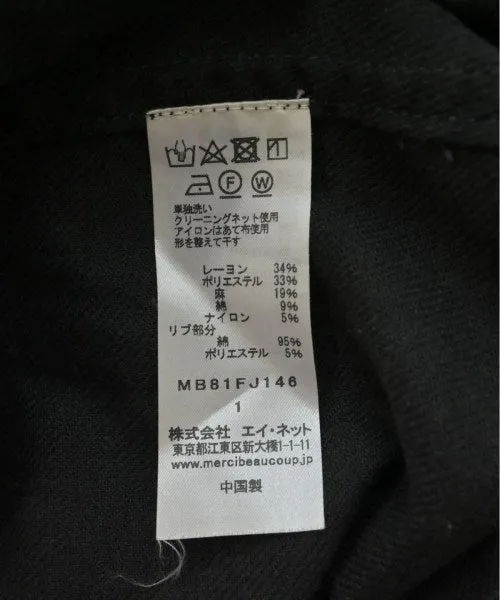 F W
単独洗い
クリーニングネット使用
アイロンはあて布使用
形を整えて干す
レーヨン 34%
ポリエステル 33%
麻 19%
綿 9%
ナイロン 5%
リブ部分
綿 95%
ポリエステル 5%
MB81FJ146
1
株式会社 エイ・ネット
東京都江東区新大橋1-1-11
www.mercibeaucoup.jp
中国製